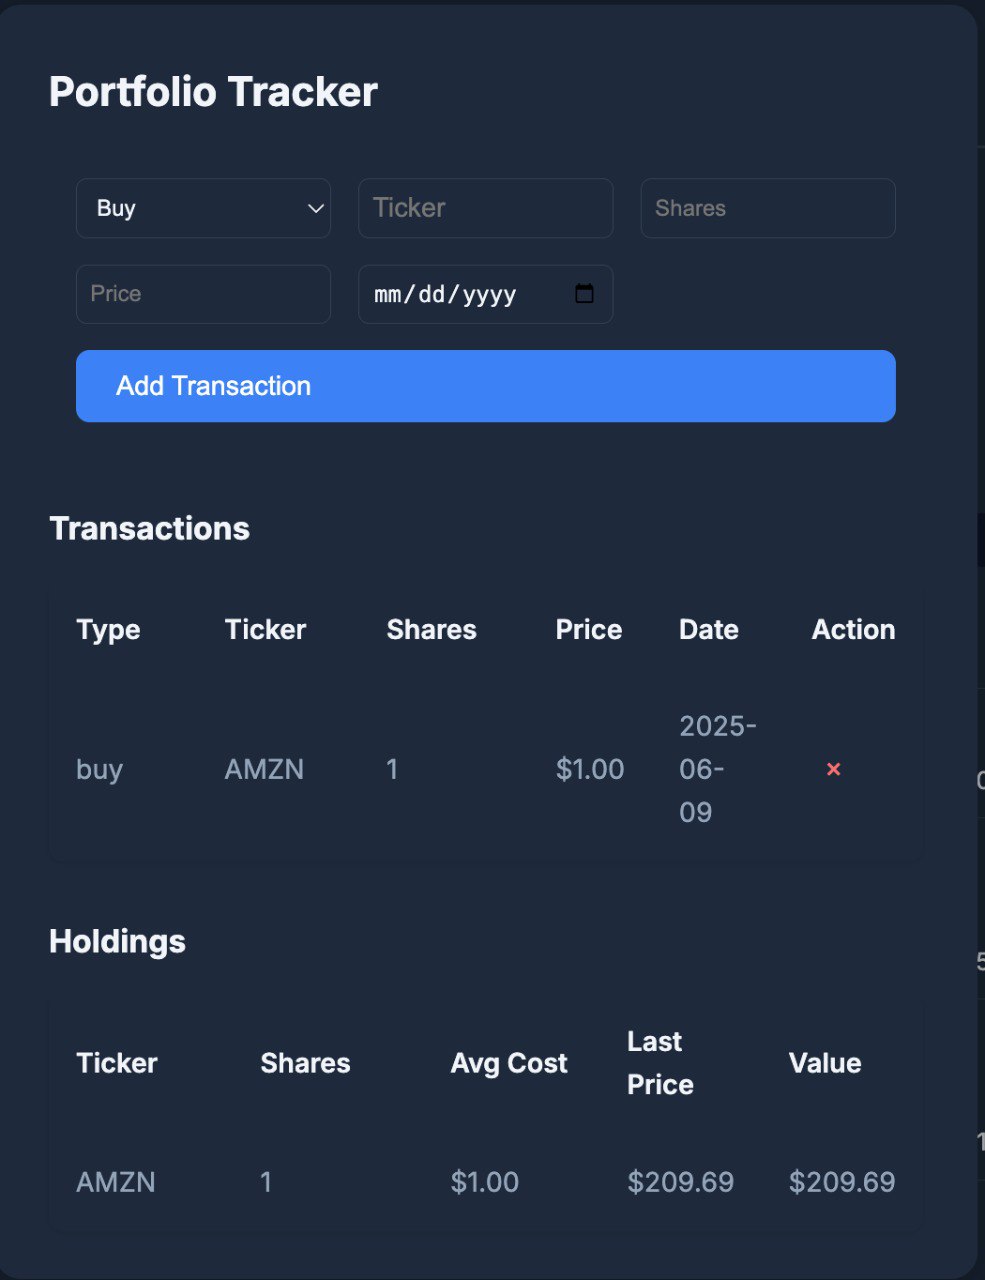 Portfolio Tracker
Buy Ticker Shares
Price mm/dd/yyyy
Add Transaction
Transactions
Type Ticker Shares Price Date Action
buy AMZN 1 $1.00 2025-
06-
09 ×
Holdings
Ticker Shares Avg Cost Last
Price Value
AMZN 1 $1.00 $209.69 $209.69